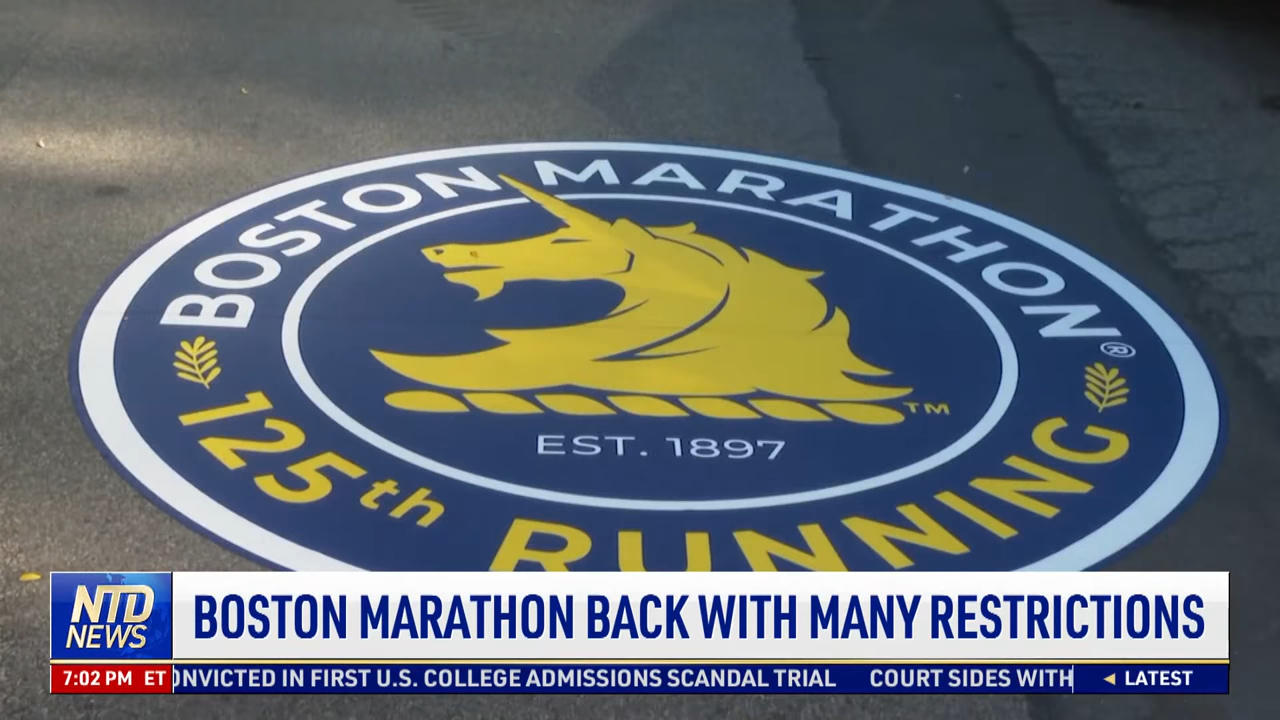 BOSTON MARATHON®
TM
EST. 1897
125th RUNNING
NTD
NEWS
BOSTON MARATHON BACK WITH MANY RESTRICTIONS
7:02 PM ET
ONVICTED IN FIRST U.S. COLLEGE ADMISSIONS SCANDAL TRIAL COURT SIDES WITH
◄ LATEST